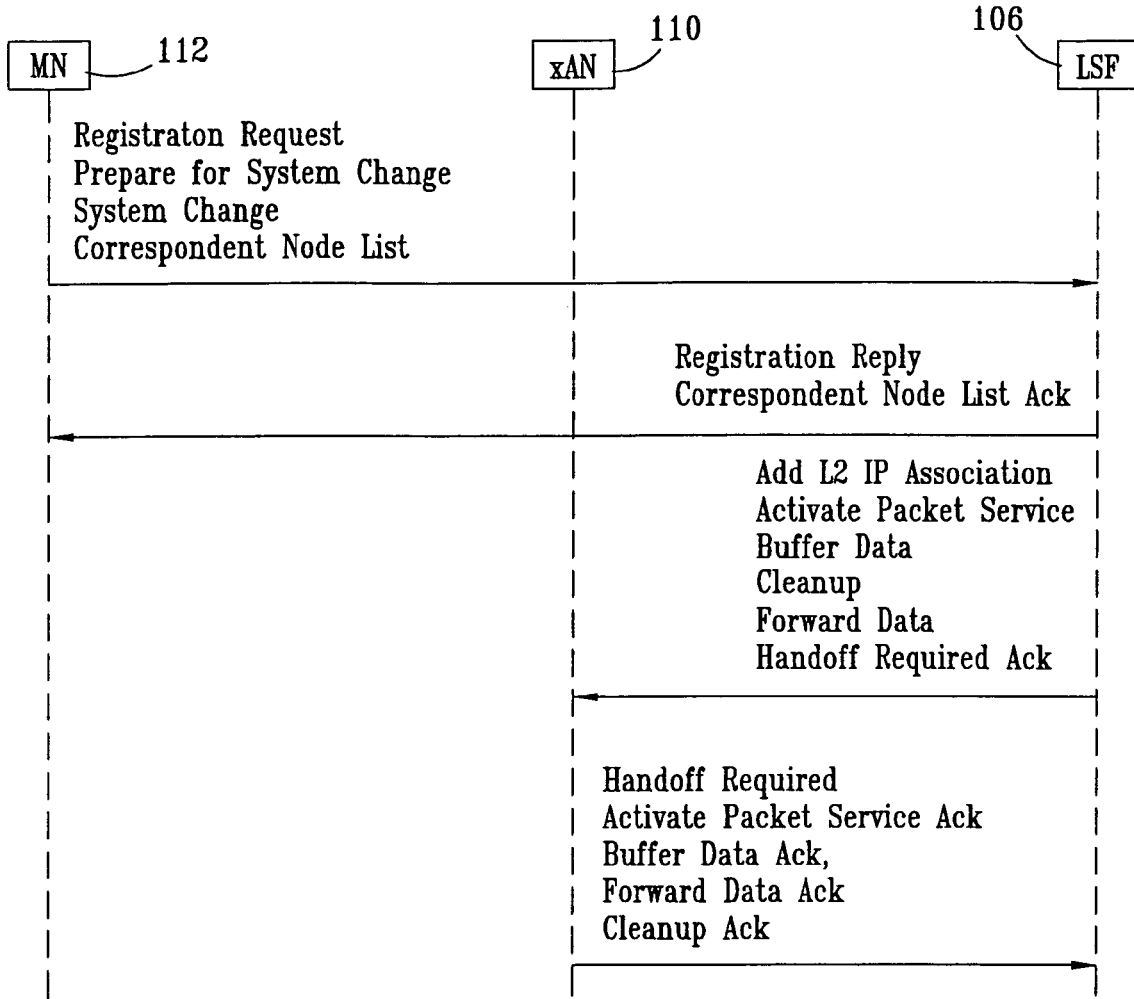 MN
112
xAN
110
106
LSF
Registraton Request
Prepare for System Change
System Change
Correspondent Node List
Registration Reply
Correspondent Node List Ack
Add L2 IP Association
Activate Packet Service
Buffer Data
Cleanup
Forward Data
Handoff Required Ack
Handoff Required
Activate Packet Service Ack
Buffer Data Ack,
Forward Data Ack
Cleanup Ack